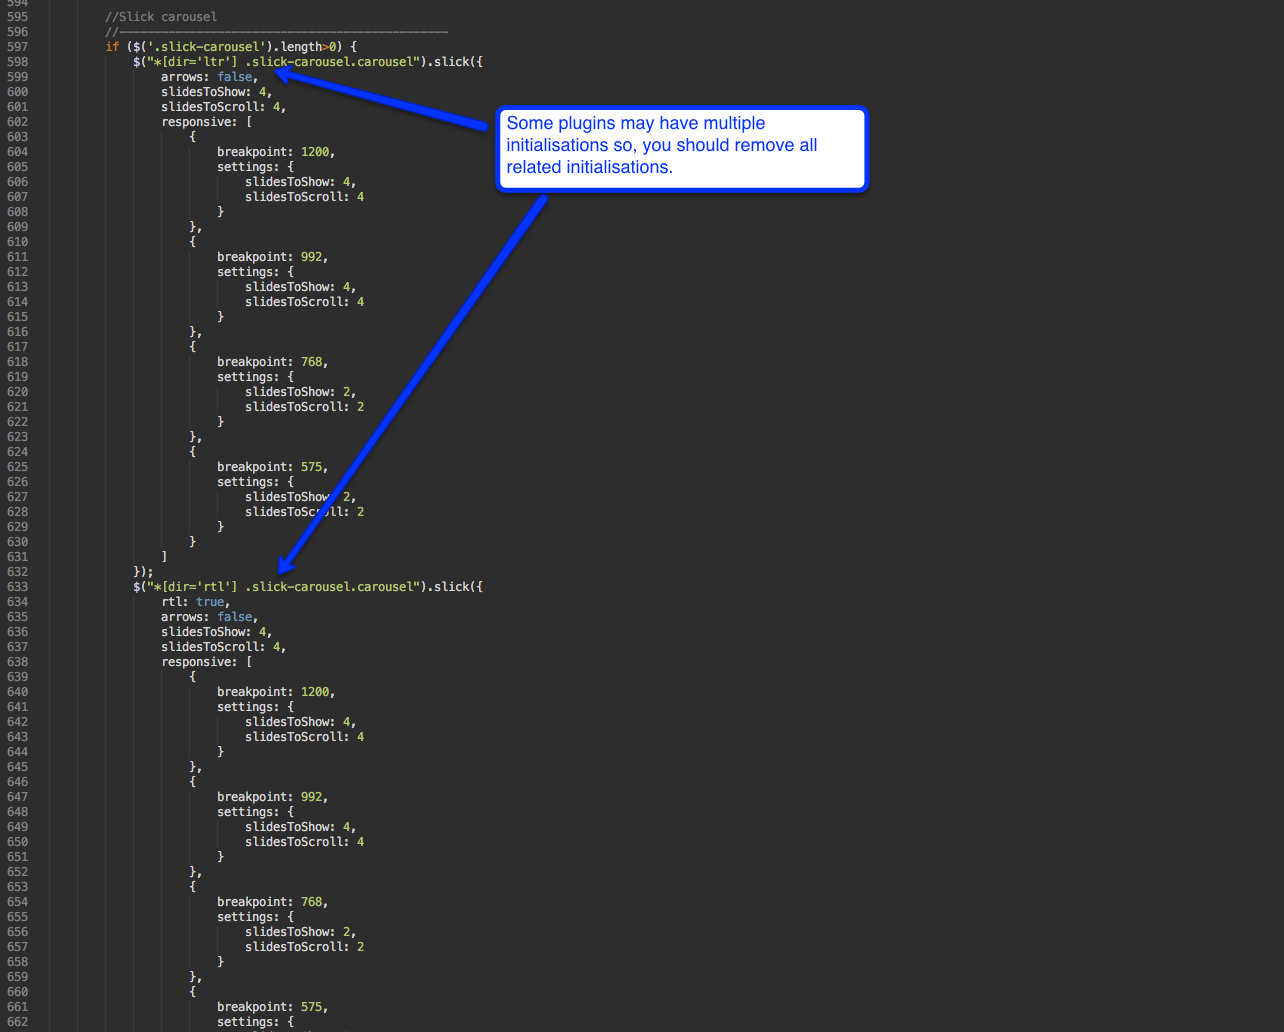 594
595 //Slick carousel
596 //-----------------------------------------------
597 if ($('.slick-carousel').length>0) {
598 $("*[dir='ltr'] .slick-carousel.carousel").slick({
599 arrows: false,
600 slidesToShow: 4,
601 slidesToScroll: 4,
602 responsive: [
603 {
604 breakpoint: 1200,
605 settings: {
606 slidesToShow: 4,
607 slidesToScroll: 4
608 }
609 },
610 {
611 breakpoint: 992,
612 settings: {
613 slidesToShow: 4,
614 slidesToScroll: 4
615 }
616 },
617 {
618 breakpoint: 768,
619 settings: {
620 slidesToShow: 2,
621 slidesToScroll: 2
622 }
623 },
624 {
625 breakpoint: 575,
626 settings: {
627 slidesToShow: 2,
628 slidesToScroll: 2
629 }
630 }
631 ]
632 });
633 $("*[dir='rtl'] .slick-carousel.carousel").slick({
634 rtl: true,
635 arrows: false,
636 slidesToShow: 4,
637 slidesToScroll: 4,
638 responsive: [
639 {
640 breakpoint: 1200,
641 settings: {
642 slidesToShow: 4,
643 slidesToScroll: 4
644 }
645 },
646 {
647 breakpoint: 992,
648 settings: {
649 slidesToShow: 4,
650 slidesToScroll: 4
651 }
652 },
653 {
654 breakpoint: 768,
655 settings: {
656 slidesToShow: 2,
657 slidesToScroll: 2
658 }
659 },
660 {
661 breakpoint: 575,
662 settings: {
Some plugins may have multiple
initialisations so, you should remove all
related initialisations.